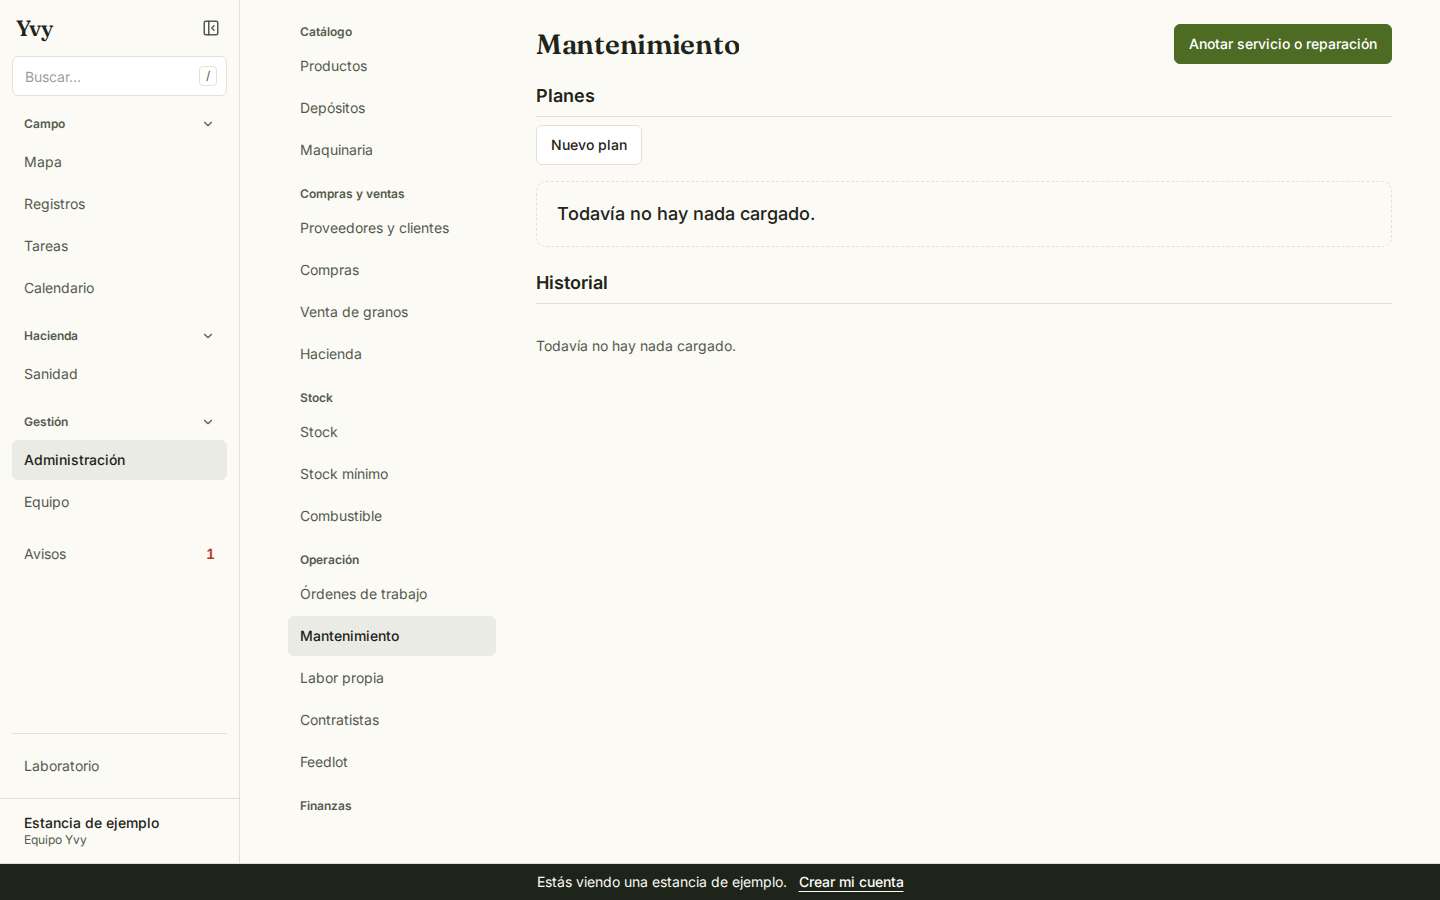 Yvy
Buscar...
/
Campo
Mapa
Registros
Tareas
Calendario
Hacienda
Sanidad
Gestión
Administración
Equipo
Avisos 1
Laboratorio
Estancia de ejemplo
Equipo Yvy
Catálogo
Productos
Depósitos
Maquinaria
Compras y ventas
Proveedores y clientes
Compras
Venta de granos
Hacienda
Stock
Stock
Stock mínimo
Combustible
Operación
Órdenes de trabajo
Mantenimiento
Labor propia
Contratistas
Feedlot
Finanzas
Mantenimiento
Anotar servicio o reparación
Planes
Nuevo plan
Todavía no hay nada cargado.
Historial
Todavía no hay nada cargado.
Estás viendo una estancia de ejemplo. Crear mi cuenta